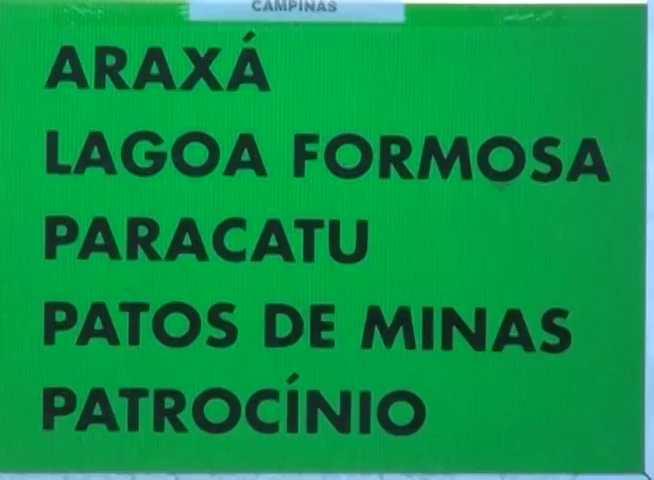 CAMPINAS
ARAXÁ
LAGOA FORMOSA
PARACATU
PATOS DE MINAS
PATROCÍNIO